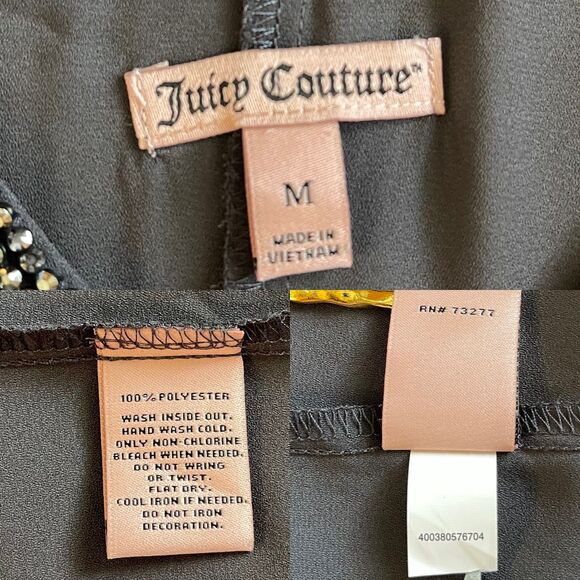 Juicy Couture™
M
MADE IN
VIETNAM
100% POLYESTER
WASH INSIDE OUT.
HAND WASH COLD.
ONLY NON-CHLORINE
BLEACH WHEN NEEDED.
DO NOT WRING
OR TWIST.
FLAT DRY.
COOL IRON IF NEEDED.
DO NOT IRON
DECORATION.
RN# 73277
400380576704